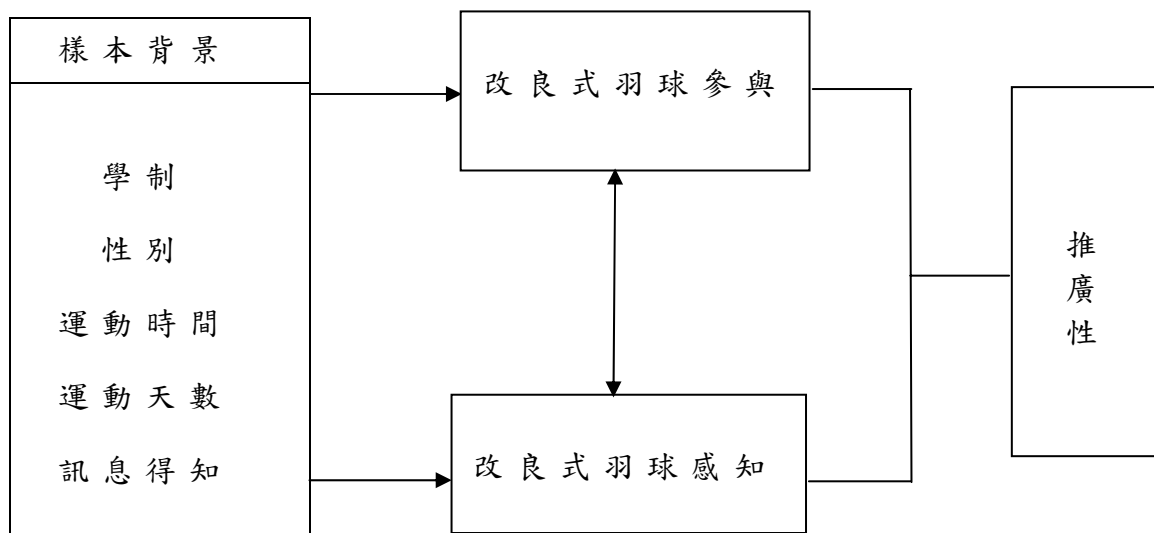 樣本背景
學制
性別
運動時間
運動天數
訊息得知
改良式羽球參與
改良式羽球感知
推廣性